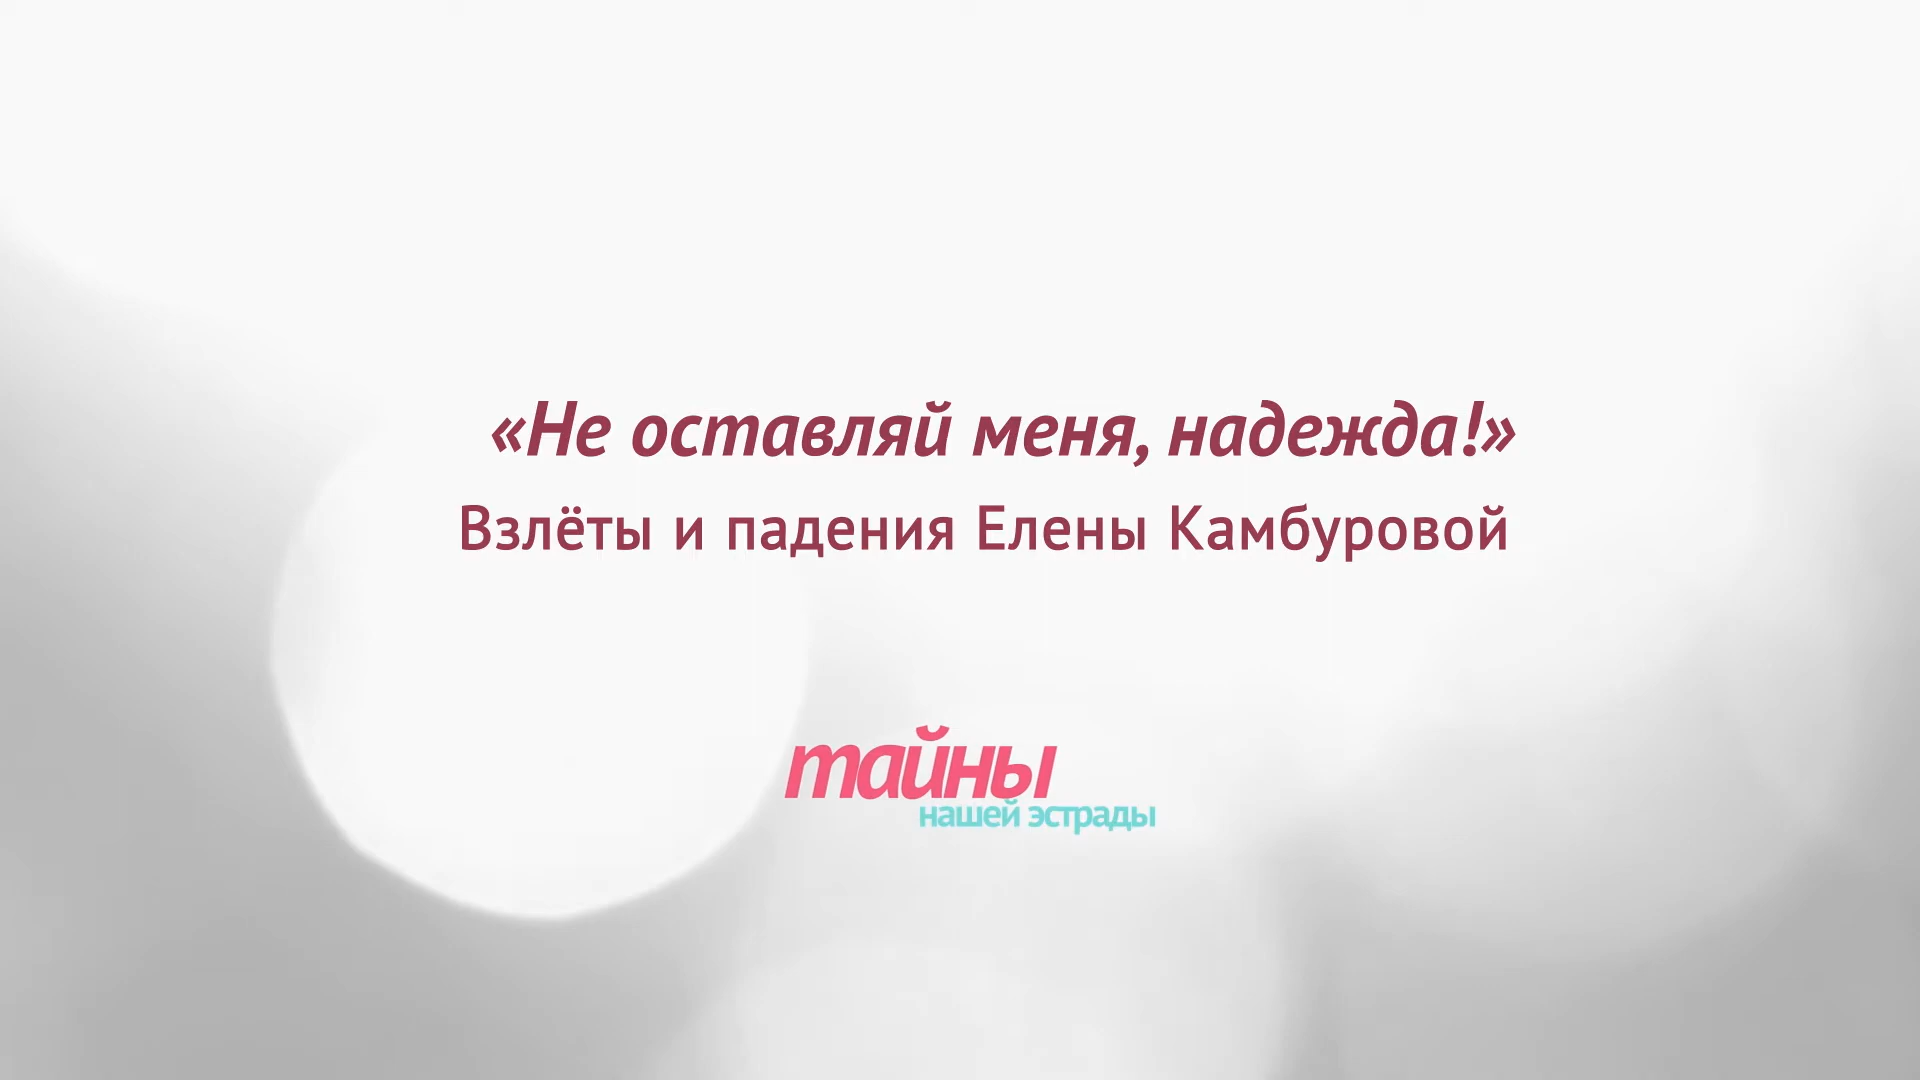 «Не оставляй меня, надежда!»
Взлёты и падения Елены Камбуровой
тайны
нашей эстрады